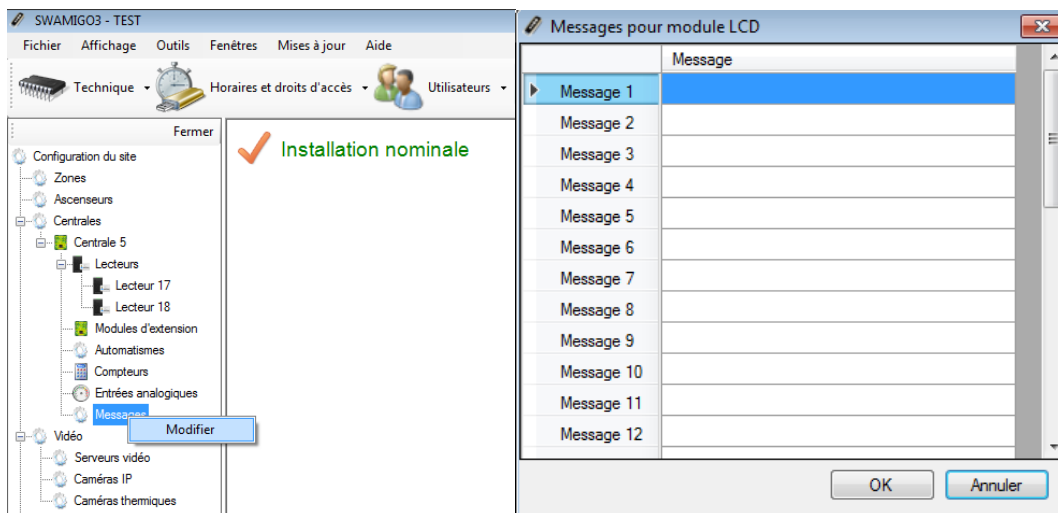 SWAMIGO3 - TEST
Fichier Affichage Outils Fenêtres Mises à jour Aide
Technique Horaires et droits d'accès Utilisateurs
Fermer
Configuration du site
Zones
Ascenseurs
Centrales
Centrale 5
Lecteurs
Lecteur 17
Lecteur 18
Modules d'extension
Automatismes
Compteurs
Entrées analogiques
Messages
Modifier
Vidéo
Serveurs vidéo
Caméras IP
Caméras thermiques
Installation nominale
Messages pour module LCD
Message
Message 1
Message 2
Message 3
Message 4
Message 5
Message 6
Message 7
Message 8
Message 9
Message 10
Message 11
Message 12
OK Annuler